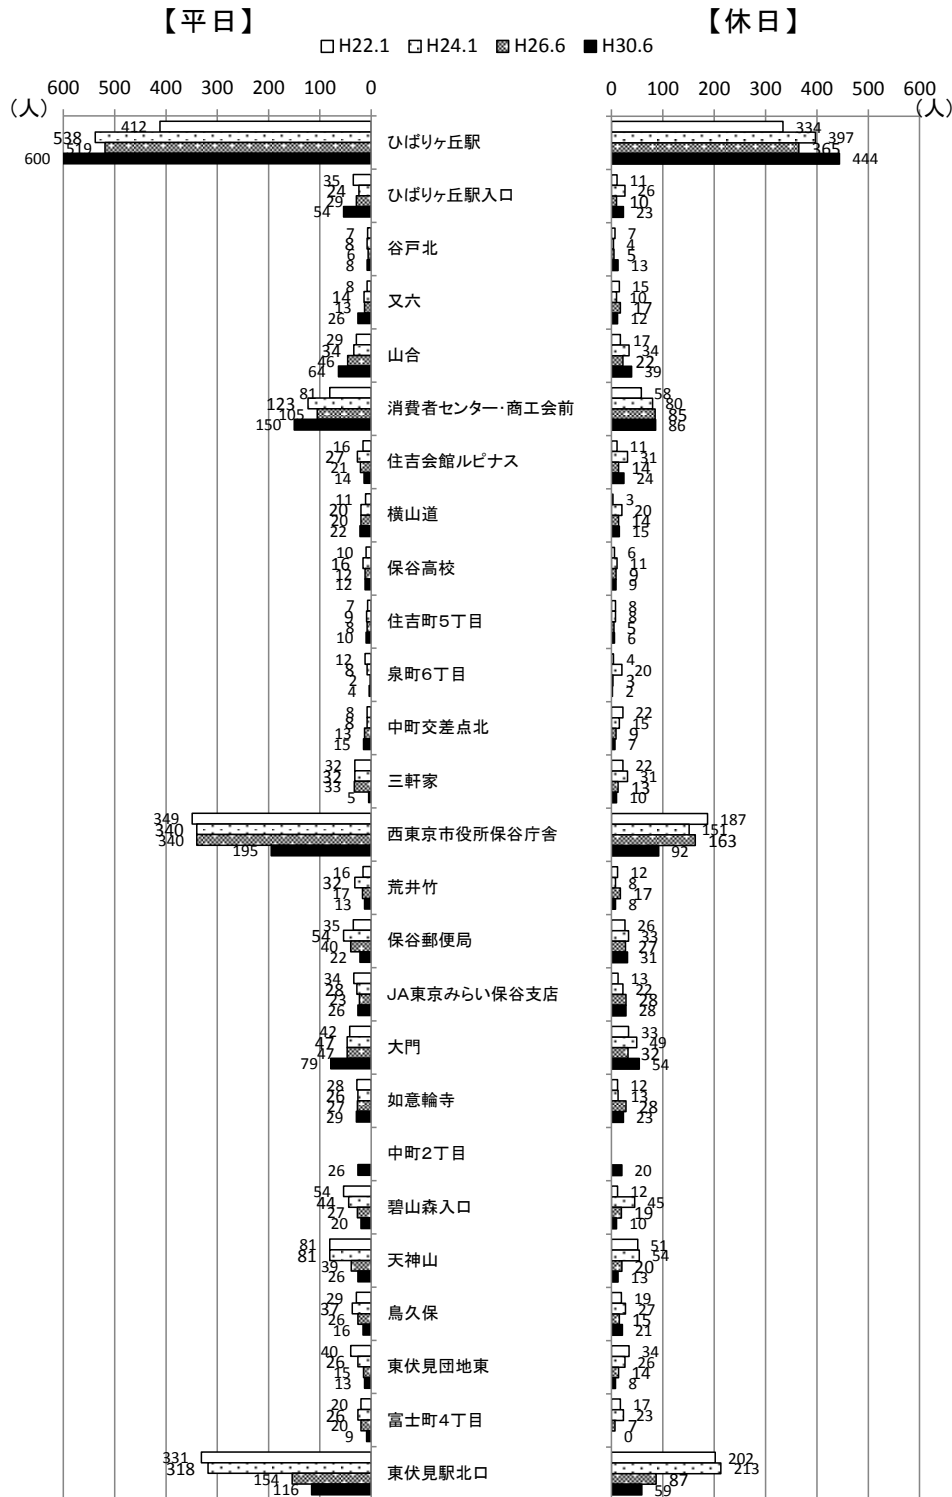 【平日】 【休日】
H22.1 H24.1 H26.6 H30.6
600 500 400 300 200 100 0 0 100 200 300 400 500 600
(人) (人)
412 334
538 397
519 ひばりヶ丘駅 365
600 444
35 11
24 ひばりヶ丘駅入口 26
29 10
54 23
7 7
8 谷戸北 4
6 5
8 13
8 15
14 又六 10
13 17
26 12
29 17
34 山合 34
46 22
64 39
81 58
123 消費者センター・商工会前 80
105 85
150 86
16 11
27 住吉会館ルピナス 31
21 14
14 24
11 3
20 横山道 20
20 14
22 15
10 6
16 保谷高校 11
12 9
12 9
7 8
9 住吉町5丁目 8
8 5
10 6
12 4
8 泉町6丁目 20
2 3
4 2
8 22
8 中町交差点北 15
13 9
15 7
32 22
32 三軒家 31
33 13
5 10
349 187
340 西東京市役所保谷庁舎 151
340 163
195 92
16 12
32 荒井竹 8
17 17
13 8
35 26
54 保谷郵便局 33
40 27
22 31
34 13
28 JA東京みらい保谷支店 22
23 28
26 28
42 33
47 大門 49
47 32
79 54
28 12
26 如意輪寺 13
27 28
29 23
中町2丁目
26 20
54 12
44 碧山森入口 45
27 19
20 10
81 51
81 天神山 54
39 20
26 13
29 19
37 鳥久保 27
26 15
16 21
40 34
26 東伏見団地東 26
15 14
13 8
20 17
26 富士町4丁目 23
20 7
9 0
331 202
318 東伏見駅北口 213
154 87
116 59